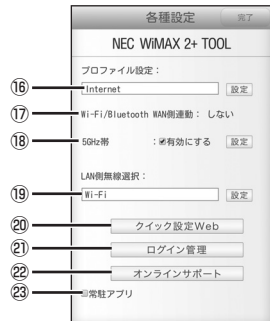 各種設定 完了
NEC WiMAX 2+ TOOL
プロファイル設定：
⑯ Internet 設定
⑰ Wi-Fi/Bluetooth WAN側連動： しない
⑱ 5GHz帯 ：☑有効にする 設定
LAN側無線選択：
⑲ Wi-Fi 設定
⑳ クイック設定Web
㉑ ログイン管理
㉒ オンラインサポート
㉓ □常駐アプリ